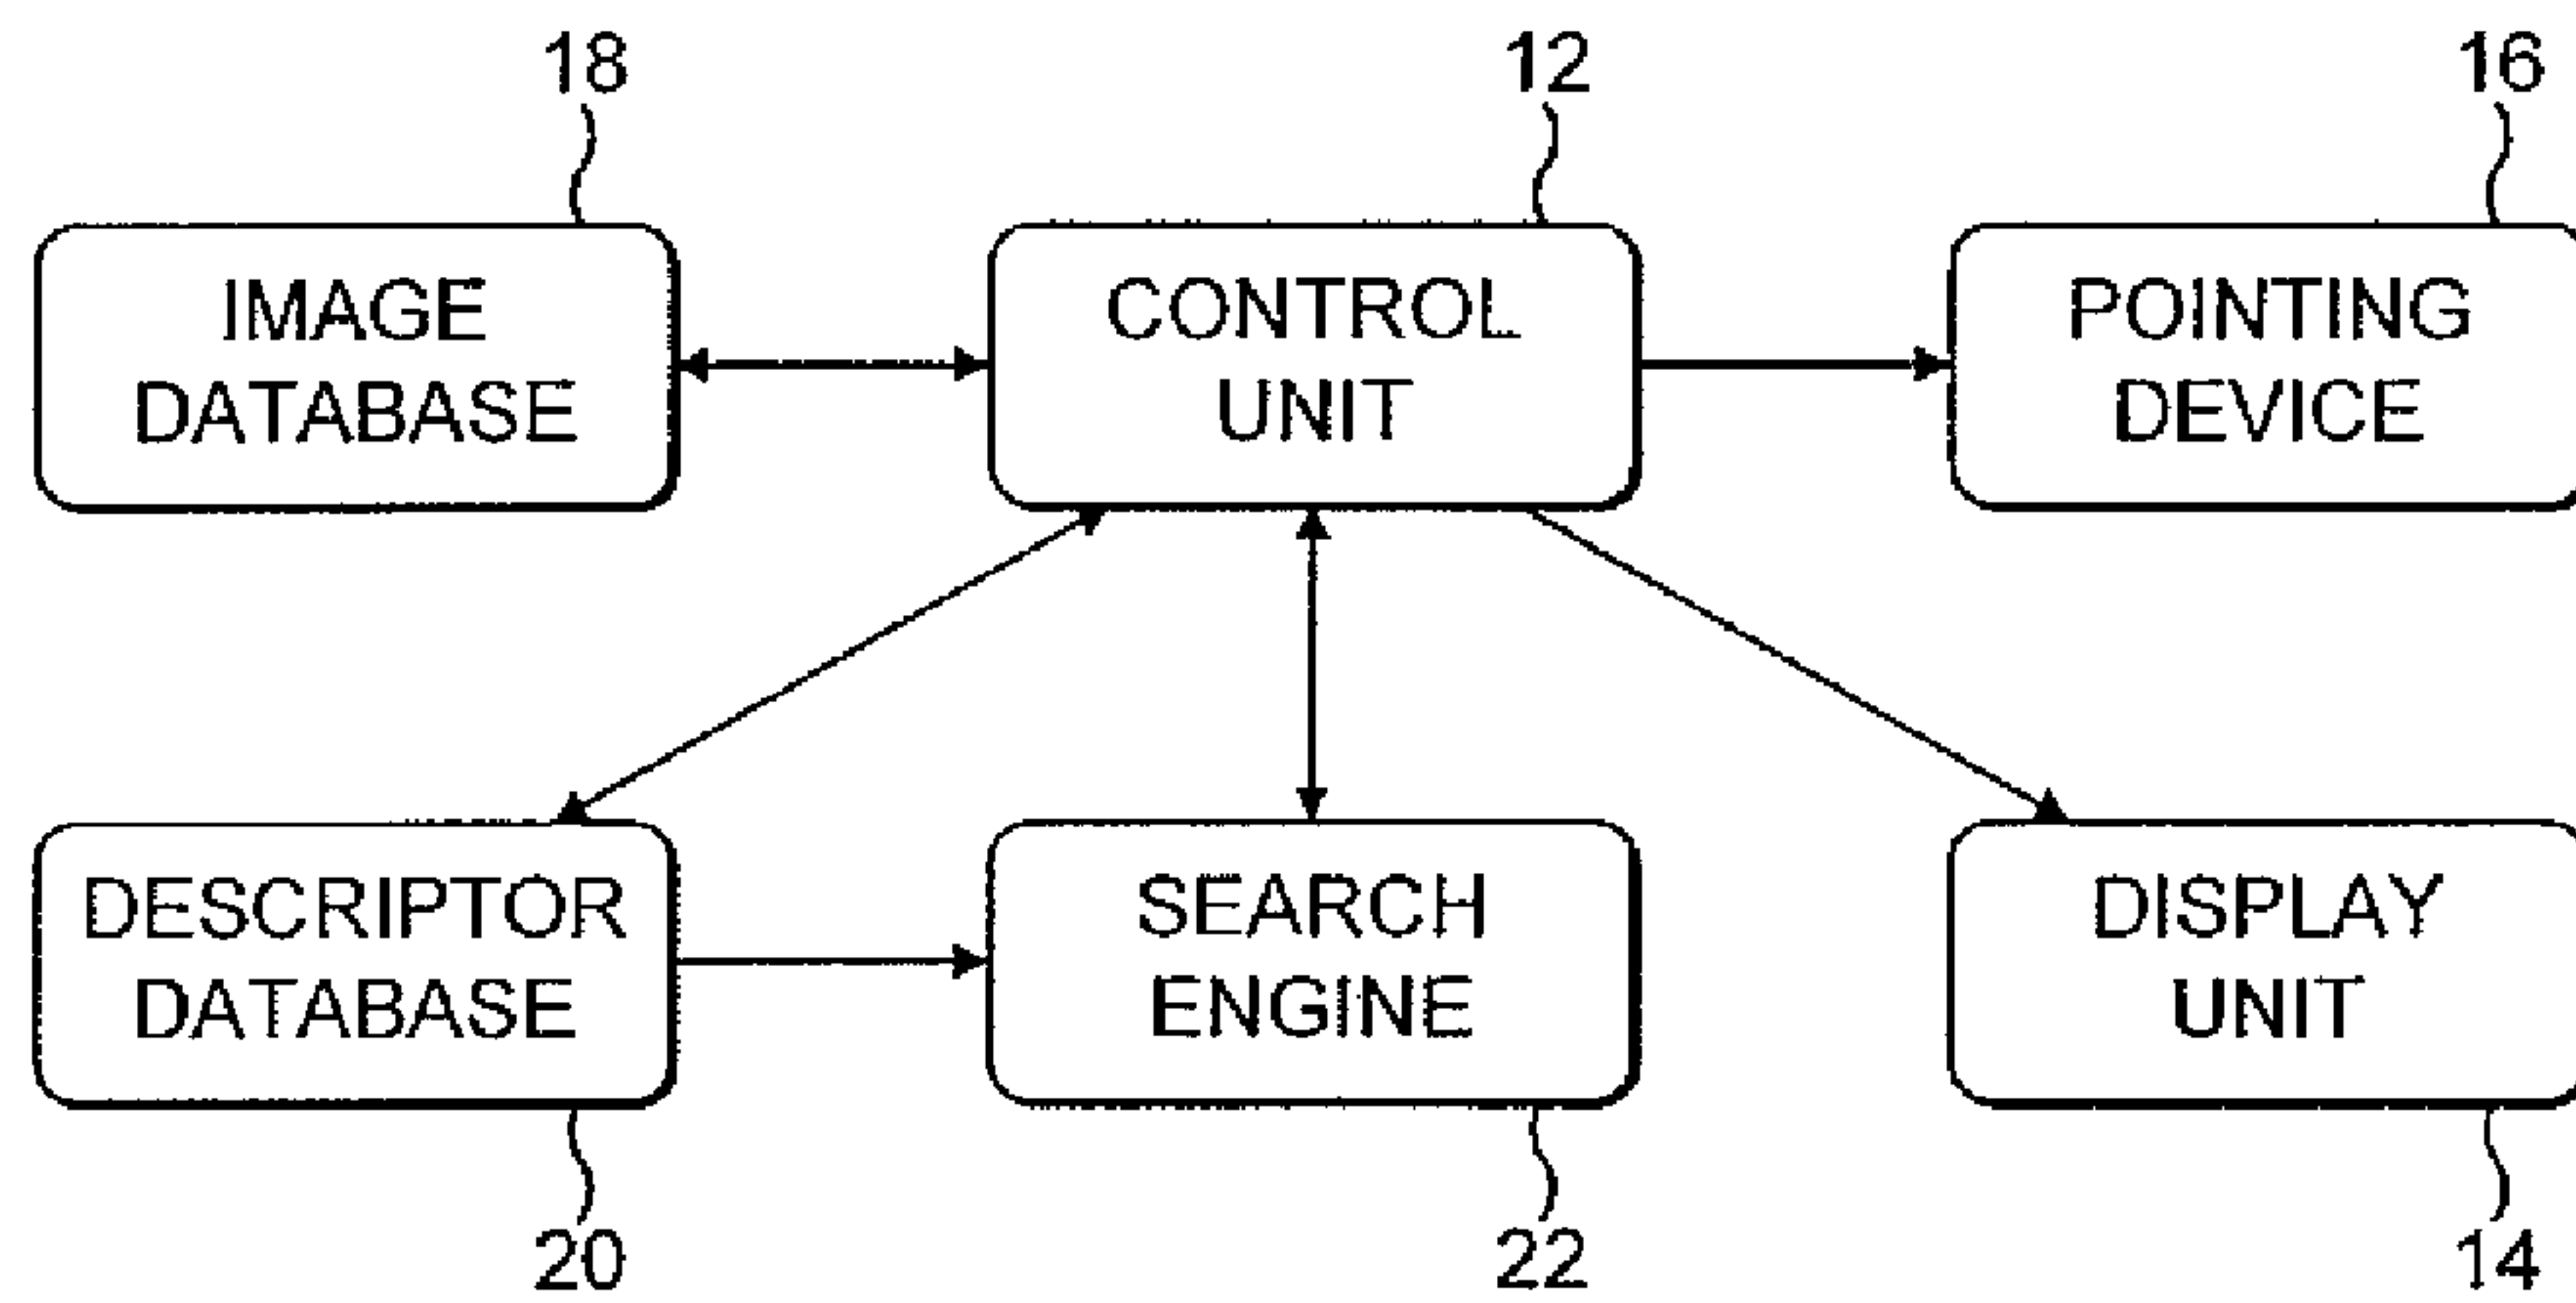 18
12
16
IMAGE
DATABASE
CONTROL
UNIT
POINTING
DEVICE
DESCRIPTOR
DATABASE
SEARCH
ENGINE
DISPLAY
UNIT
20
22
14